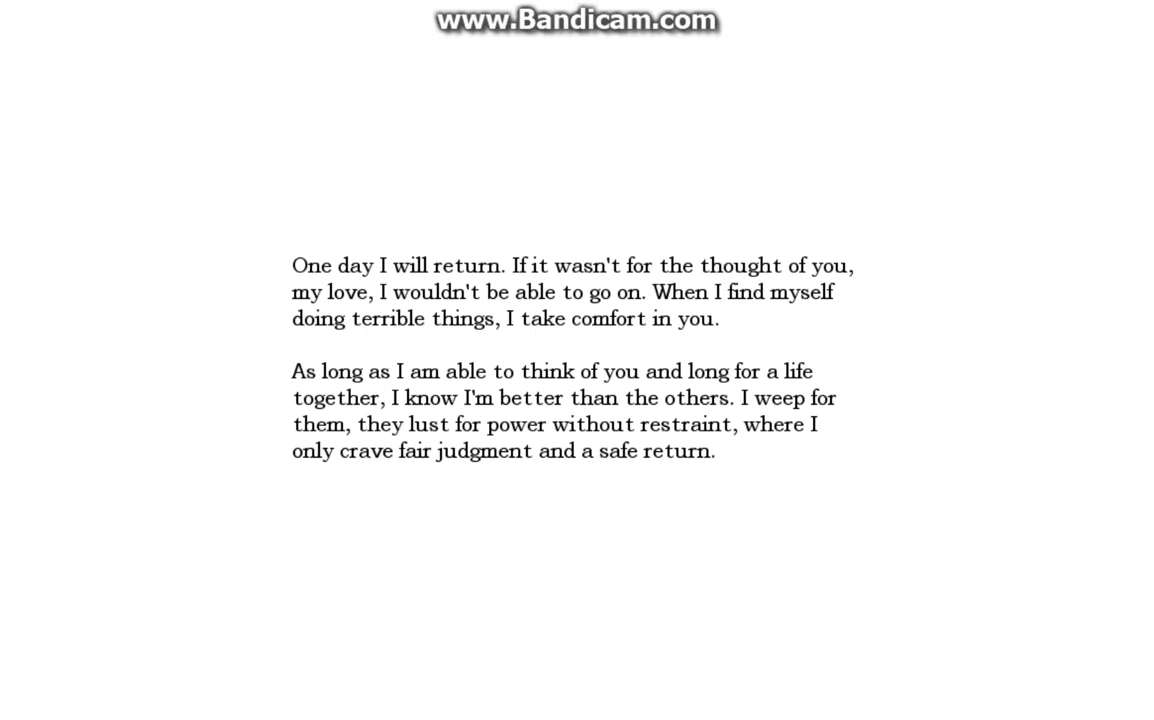 www.Bandicam.com
One day I will return. If it wasn't for the thought of you,
my love, I wouldn't be able to go on. When I find myself
doing terrible things, I take comfort in you.
As long as I am able to think of you and long for a life
together, I know I'm better than the others. I weep for
them, they lust for power without restraint, where I
only crave fair judgment and a safe return.